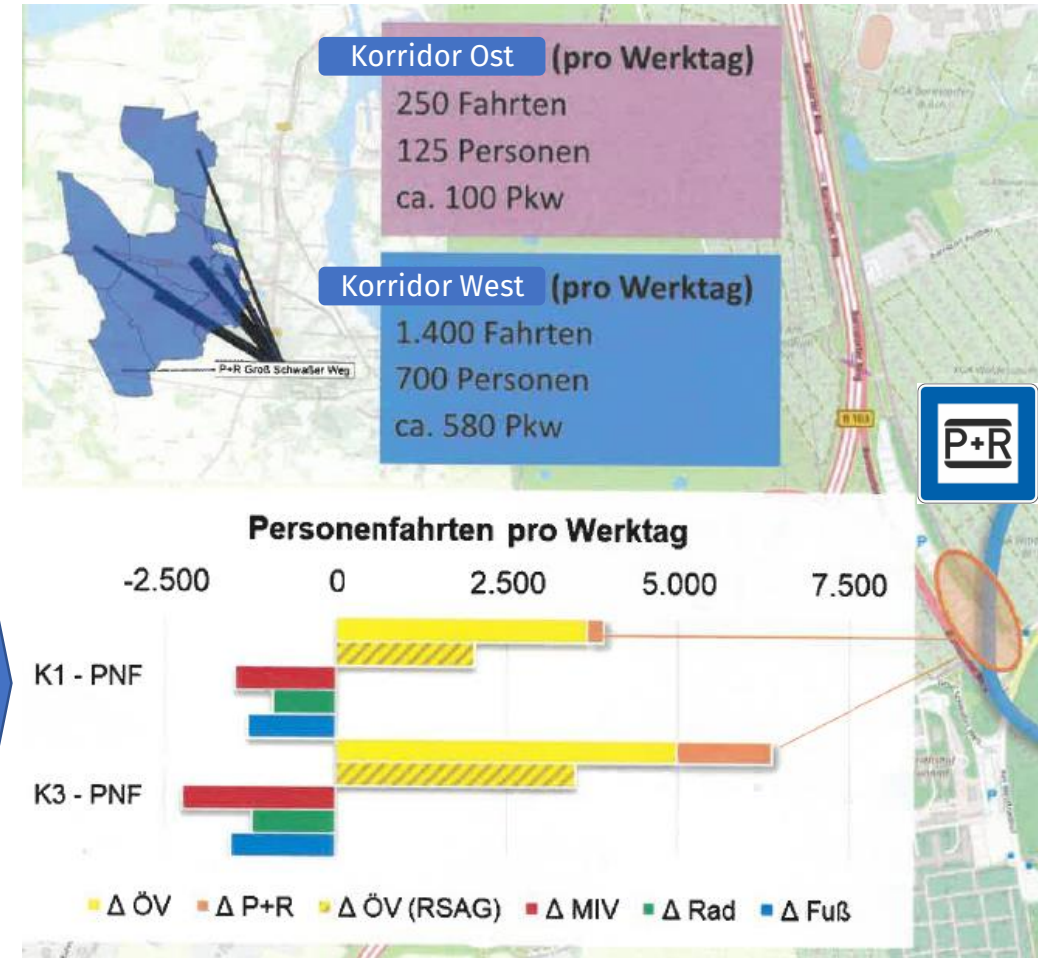 Korridor Ost (pro Werktag)
250 Fahrten
125 Personen
ca. 100 Pkw
P+R Groß Schwaßer Weg
Korridor West (pro Werktag)
1.400 Fahrten
700 Personen
ca. 580 Pkw
B 103
P+R
Personenfahrten pro Werktag
-2.500 0 2.500 5.000 7.500
K1 - PNF
K3 - PNF
Δ ÖV Δ P+R Δ ÖV (RSAG) Δ MIV Δ Rad Δ Fuß